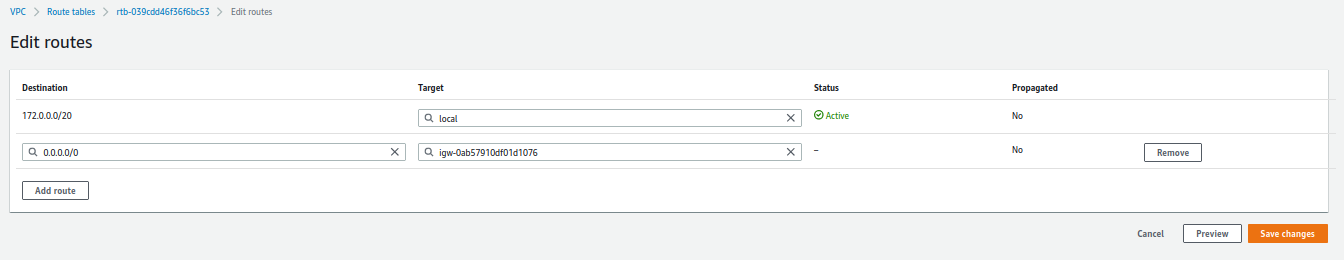 VPC > Route tables > rtb-039cdd46f36f6bc53 > Edit routes
Edit routes
Destination Target Status Propagated
172.0.0.0/20 local Active No
0.0.0.0/0 igw-0ab57910df01d1076 – No Remove
Add route
Cancel Preview Save changes